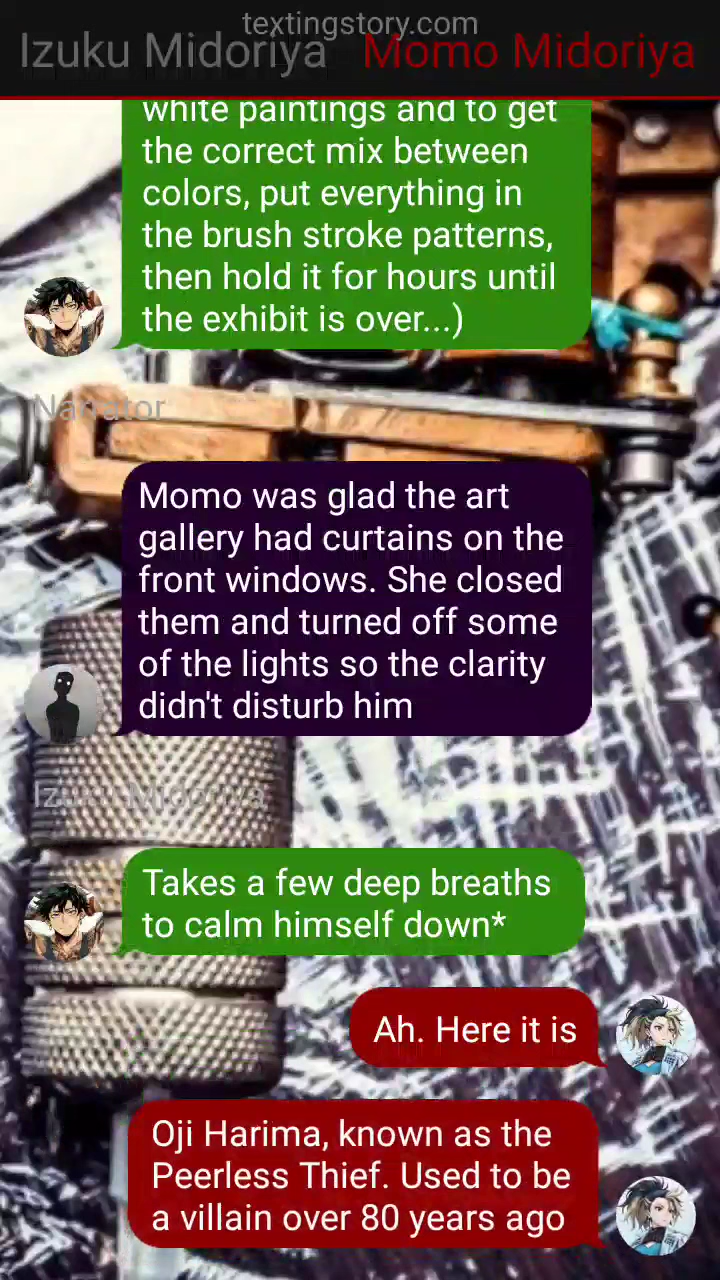 textingstory.com
Izuku Midoriya Momo Midoriya
white paintings and to get
the correct mix between
colors, put everything in
the brush stroke patterns,
then hold it for hours until
the exhibit is over...)
Narrator
Momo was glad the art
gallery had curtains on the
front windows. She closed
them and turned off some
of the lights so the clarity
didn't disturb him
Izuku Midoriya
Takes a few deep breaths
to calm himself down*
Ah. Here it is
Oji Harima, known as the
Peerless Thief. Used to be
a villain over 80 years ago